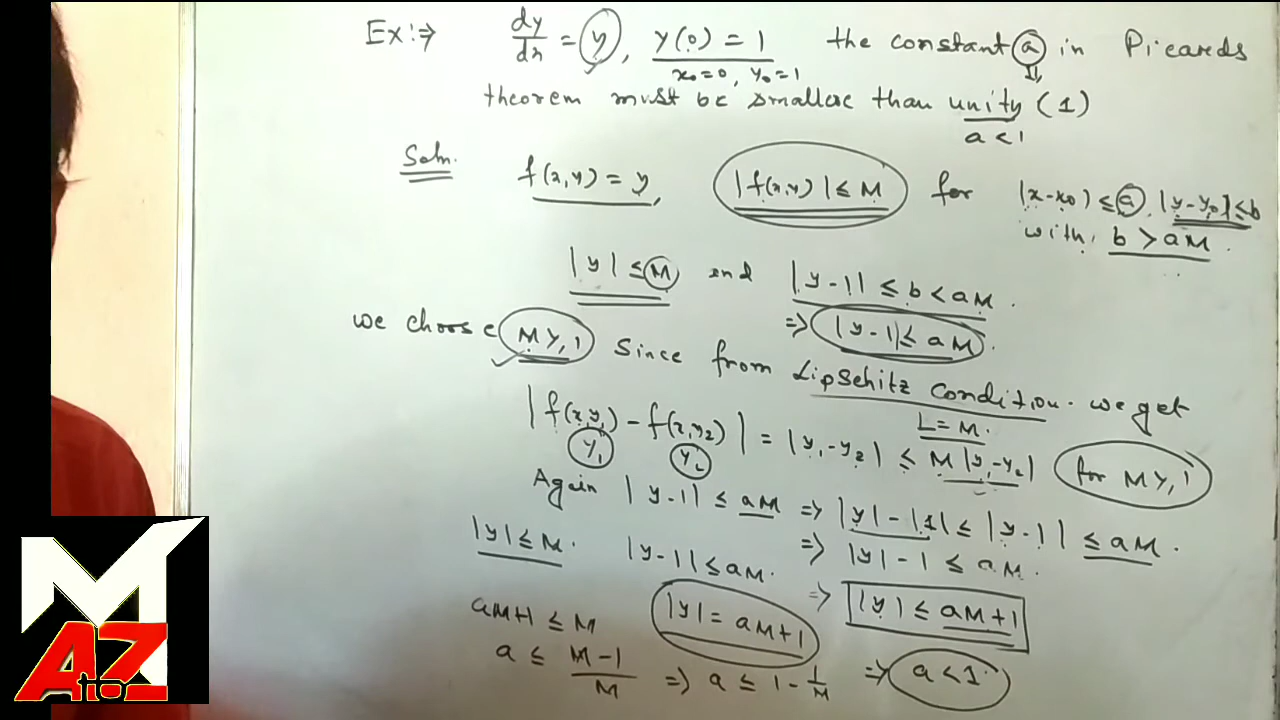 Ex:⇒ dy/dx = y, y(0) = 1 the constant a in Picards
x₀=0, y₀=1
theorem must be smaller than unity (1)
a<1
Soln. f(x,y) = y, |f(x,y)| ≤ M for |x-x₀| ≤ a, |y-y₀| ≤ b
with, b > aM.
|y| ≤ M and |y-1| ≤ b < aM.
⇒ |y-1| ≤ aM.
we choose M ≥, 1 Since from Lipschitz condition. we get
L = M.
|f(x,y₁) - f(x,y₂)| = |y₁-y₂| ≤ M |y₁-y₂| for M ≥, 1
y₁ y₂
Again |y-1| ≤ aM ⇒ |y| - |1| ≤ |y-1| ≤ aM.
|y| ≤ M. |y-1| ≤ aM. ⇒ |y| - 1 ≤ aM.
⇒ |y| ≤ aM+1
aM+1 ≤ M |y| = aM+1
a ≤ M-1/M ⇒ a ≤ 1 - 1/M ⇒ a < 1
M
AtoZ